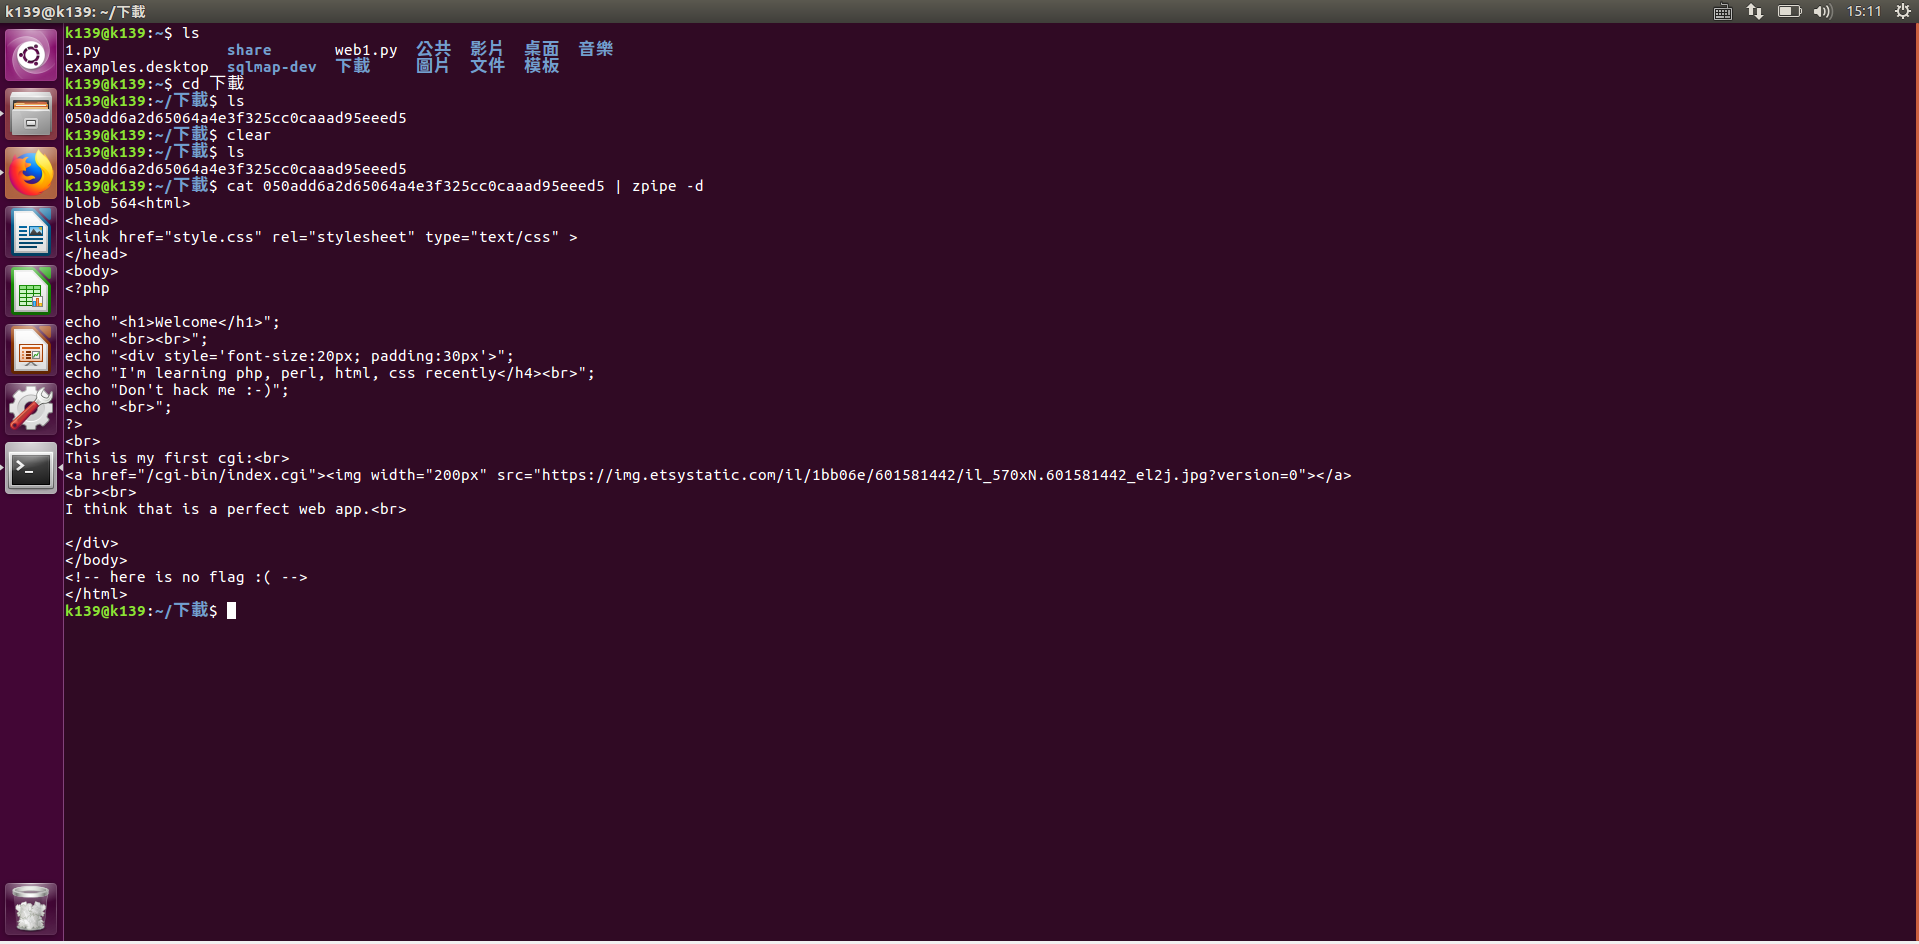 k139@k139: ~/下載
15:11
k139@k139:~$ ls
1.py              share       web1.py  公共  影片  桌面  音樂
examples.desktop  sqlmap-dev  下載     圖片  文件  模板
k139@k139:~$ cd 下載
k139@k139:~/下載$ ls
050add6a2d65064a4e3f325cc0caaad95eeed5
k139@k139:~/下載$ clear
k139@k139:~/下載$ ls
050add6a2d65064a4e3f325cc0caaad95eeed5
k139@k139:~/下載$ cat 050add6a2d65064a4e3f325cc0caaad95eeed5 | zpipe -d
blob 564<html>
<head>
<link href="style.css" rel="stylesheet" type="text/css" >
</head>
<body>
<?php
echo "<h1>Welcome</h1>";
echo "<br><br>";
echo "<div style='font-size:20px; padding:30px'>";
echo "I'm learning php, perl, html, css recently</h4><br>";
echo "Don't hack me :-)";
echo "<br>";
?>
<br>
This is my first cgi:<br>
<a href="/cgi-bin/index.cgi"><img width="200px" src="https://img.etsystatic.com/il/1bb06e/601581442/il_570xN.601581442_el2j.jpg?version=0"></a>
<br><br>
I think that is a perfect web app.<br>
</div>
</body>
<!-- here is no flag :( -->
</html>
k139@k139:~/下載$